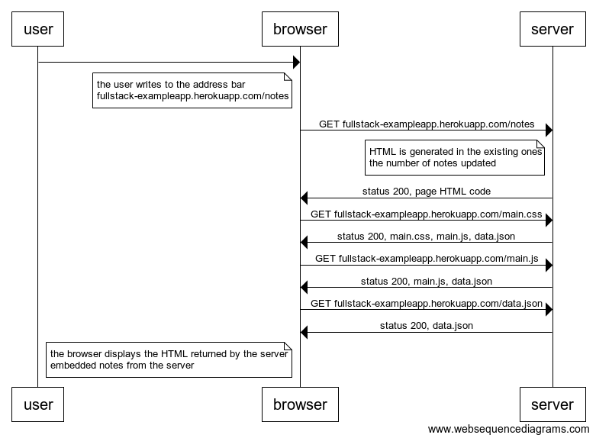 user browser server
the user writes to the address bar
fullstack-exampleapp.herokuapp.com/notes
GET fullstack-exampleapp.herokuapp.com/notes
HTML is generated in the existing ones
the number of notes updated
status 200, page HTML code
GET fullstack-exampleapp.herokuapp.com/main.css
status 200, main.css, main.js, data.json
GET fullstack-exampleapp.herokuapp.com/main.js
status 200, main.js, data.json
GET fullstack-exampleapp.herokuapp.com/data.json
status 200, data.json
the browser displays the HTML returned by the server
embedded notes from the server
user browser server
www.websequencediagrams.com